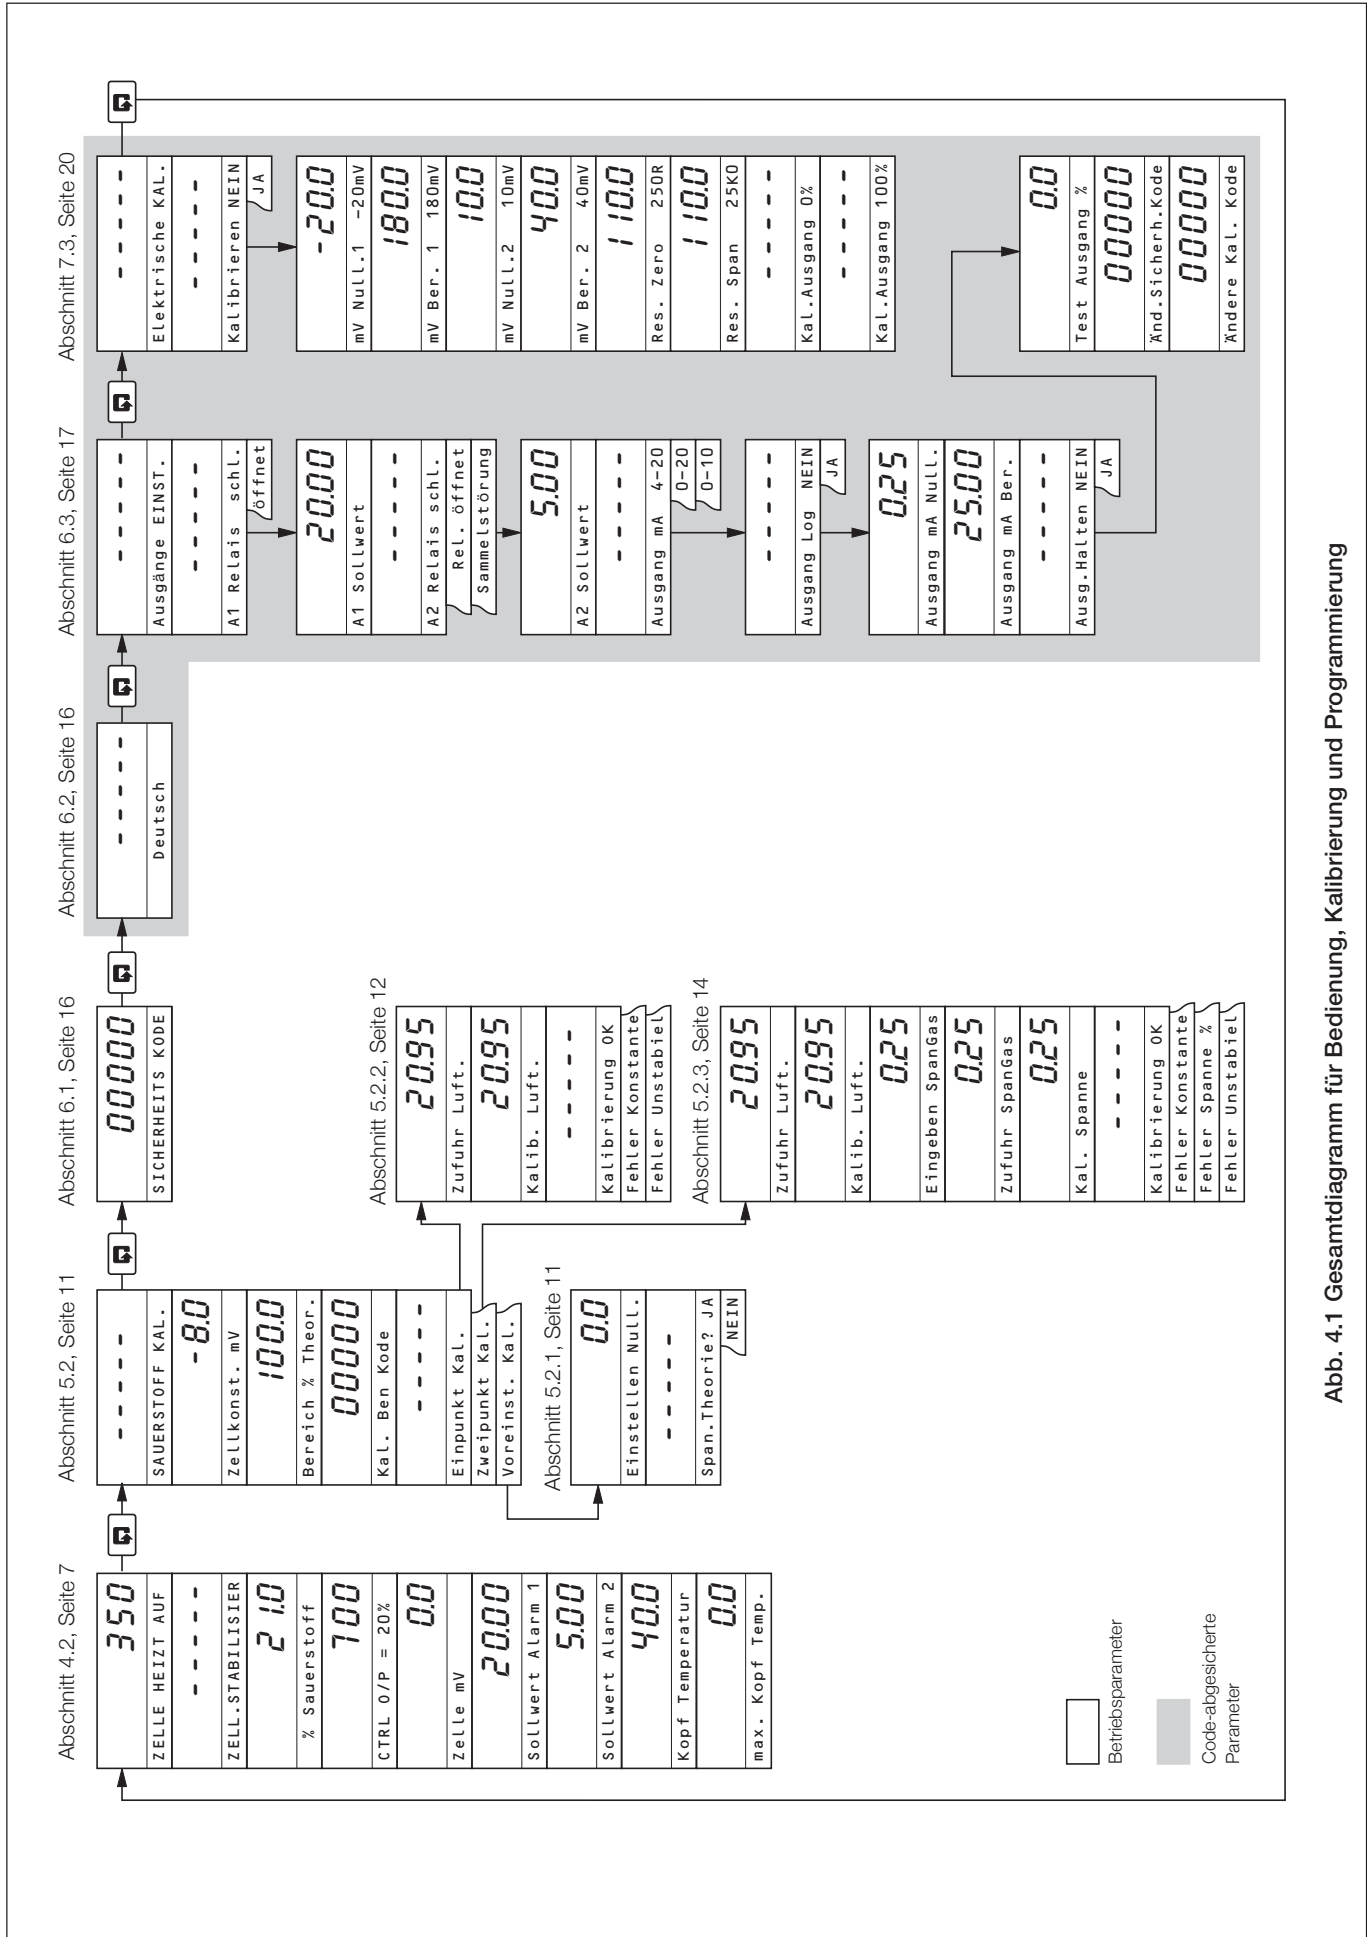 Abschnitt 4.2, Seite 7
350
ZELLE HEIZT AUF
-----
ZELL.STABILISIER
21.0
% Sauerstoff
700
CTRL O/P = 20%
0.0
Zelle mV
20.00
Sollwert Alarm 1
5.00
Sollwert Alarm 2
40.0
Kopf Temperatur
0.0
max. Kopf Temp.
Abschnitt 5.2, Seite 11
-----
SAUERSTOFF KAL.
-8.0
Zellkonst. mV
100.0
Bereich % Theor.
00000
Kal. Ben Kode
-----
Einpunkt Kal.
Zweipunkt Kal.
Voreinst. Kal.
Abschnitt 5.2.1, Seite 11
0.0
Einstellen Null.
-----
Span.Theorie? JA
NEIN
Abschnitt 6.1, Seite 16
00000
SICHERHEITS KODE
Abschnitt 5.2.2, Seite 12
20.95
Zufuhr Luft.
20.95
Kalib. Luft.
-----
Kalibrierung OK
Fehler Konstante
Fehler Unstabiel
Abschnitt 5.2.3, Seite 14
20.95
Zufuhr Luft.
20.95
Kalib. Luft.
0.25
Eingeben SpanGas
0.25
Zufuhr SpanGas
0.25
Kal. Spanne
-----
Kalibrierung OK
Fehler Konstante
Fehler Spanne %
Fehler Unstabiel
Abschnitt 6.2, Seite 16
-----
Deutsch
Abschnitt 6.3, Seite 17
-----
Ausgänge EINST.
-----
A1 Relais schl.
öffnet
20.00
A1 Sollwert
-----
A2 Relais schl.
Rel. öffnet
Sammelstörung
5.00
A2 Sollwert
-----
Ausgang mA 4-20
0-20
0-10
-----
Ausgang Log NEIN
JA
0.25
Ausgang mA Null.
25.00
Ausgang mA Ber.
-----
Ausg.Halten NEIN
JA
Abschnitt 7.3, Seite 20
-----
Elektrische KAL.
-----
Kalibrieren NEIN
JA
-20.0
mV Null.1 -20mV
180.0
mV Ber. 1 180mV
10.0
mV Null.2 10mV
40.0
mV Ber. 2 40mV
110.0
Res. Zero 250R
110.0
Res. Span 25K0
-----
Kal.Ausgang 0%
-----
Kal.Ausgang 100%
0.0
Test Ausgang %
00000
Änd.Sicherh.Kode
00000
Ändere Kal. Kode
Betriebsparameter
Code-abgesicherte
Parameter
Abb. 4.1 Gesamtdiagramm für Bedienung, Kalibrierung und Programmierung